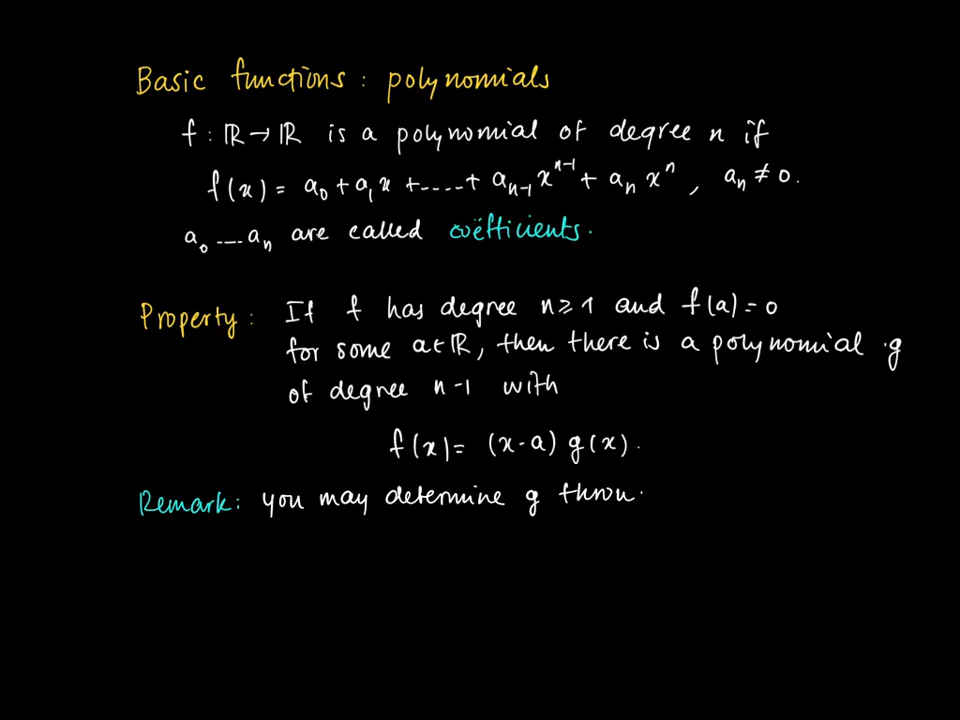 Basic functions: polynomials
f: ℝ → ℝ is a polynomial of degree n if
f(x) = a₀ + a₁x + ..... + aₙ₋₁xⁿ⁻¹ + aₙxⁿ, aₙ ≠ 0.
a₀ ... aₙ are called coëfficients.
Property: If f has degree n ≥ 1 and f(a) = 0
for some a ∈ ℝ, then there is a polynomial g
of degree n-1 with
f(x) = (x-a) g(x).
Remark: you may determine g throu